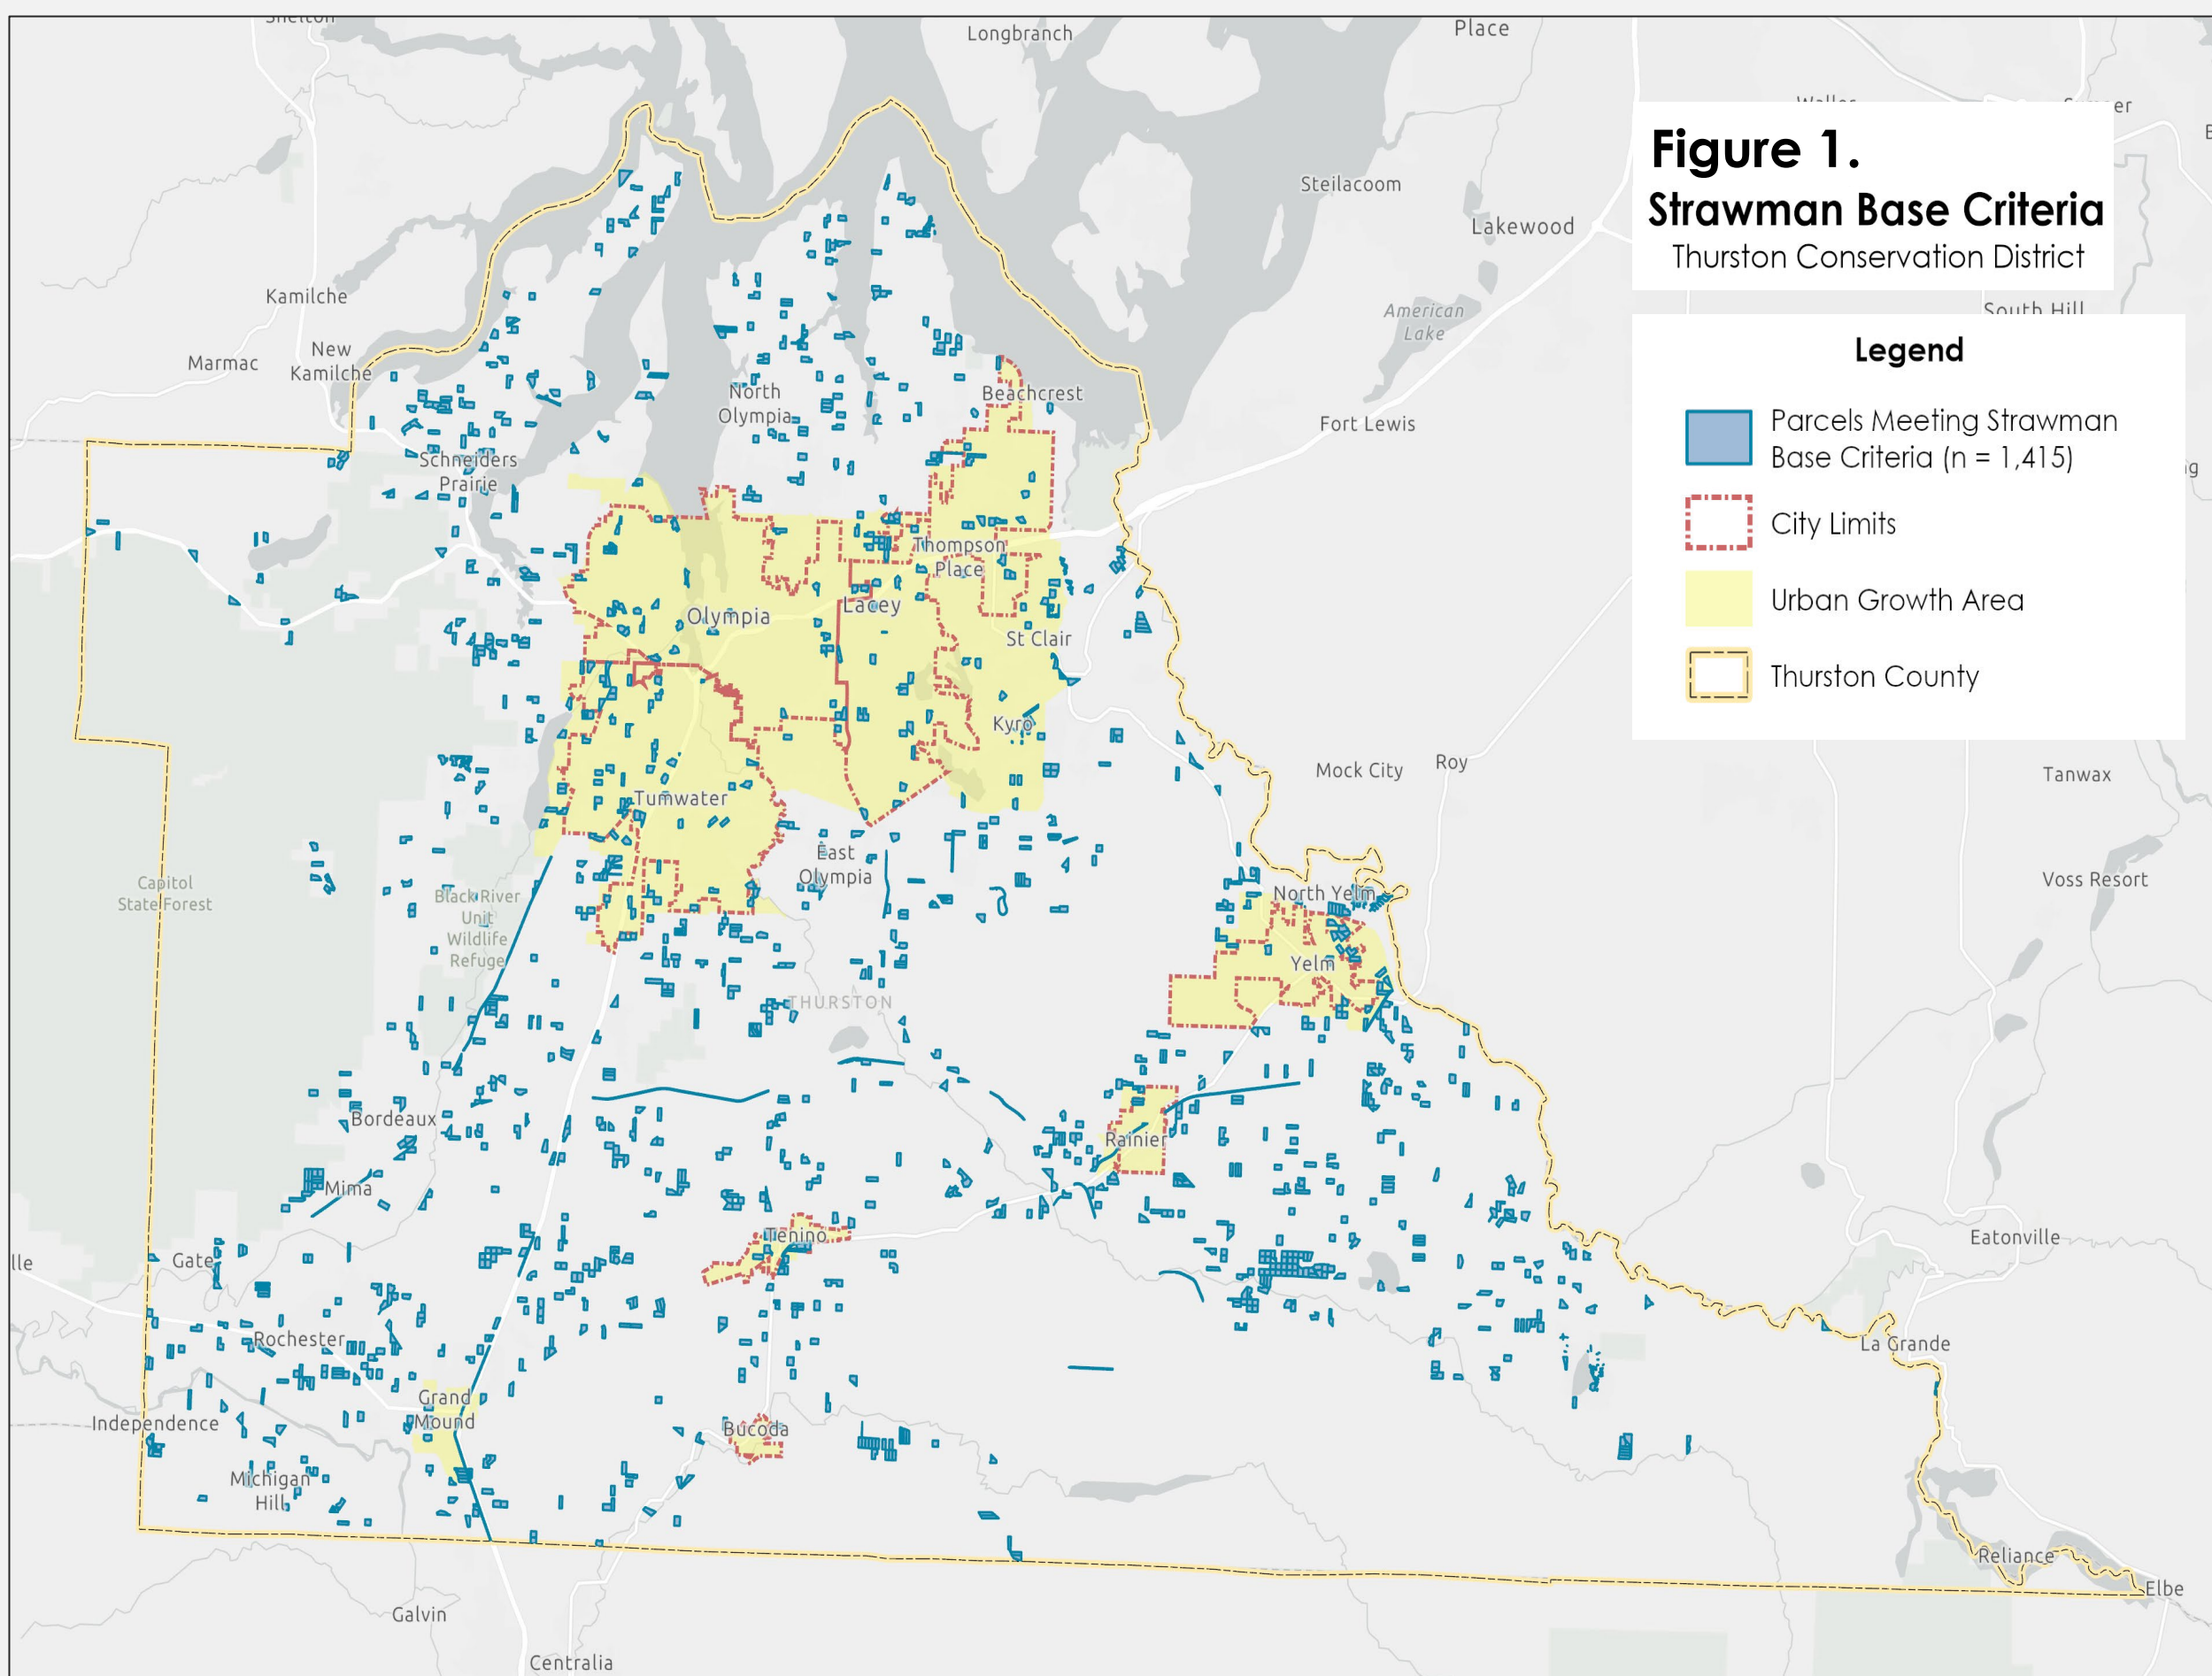 Shelton
Longbranch
Place
Figure 1.
Strawman Base Criteria
Thurston Conservation District
Steilacoom
Lakewood
Kamilche
American
Lake
South Hill
New
Kamilche
Marmac
Legend
Parcels Meeting Strawman
Base Criteria (n = 1,415)
City Limits
Urban Growth Area
Thurston County
North
Olympia
Beachcrest
Fort Lewis
Schneiders
Prairie
Thompson
Place
Olympia
Lacey
St Clair
Kyro
Mock City
Roy
Tanwax
Tumwater
East
Olympia
Capitol
State Forest
Black River
Unit
Wildlife
Refuge
North Yelm
Voss Resort
Yelm
THURSTON
Bordeaux
Rainier
Mima
Tenino
Gate
lle
Eatonville
Rochester
La Grande
Grand
Mound
Independence
Bucoda
Michigan
Hill
Reliance
Elbe
Galvin
Centralia